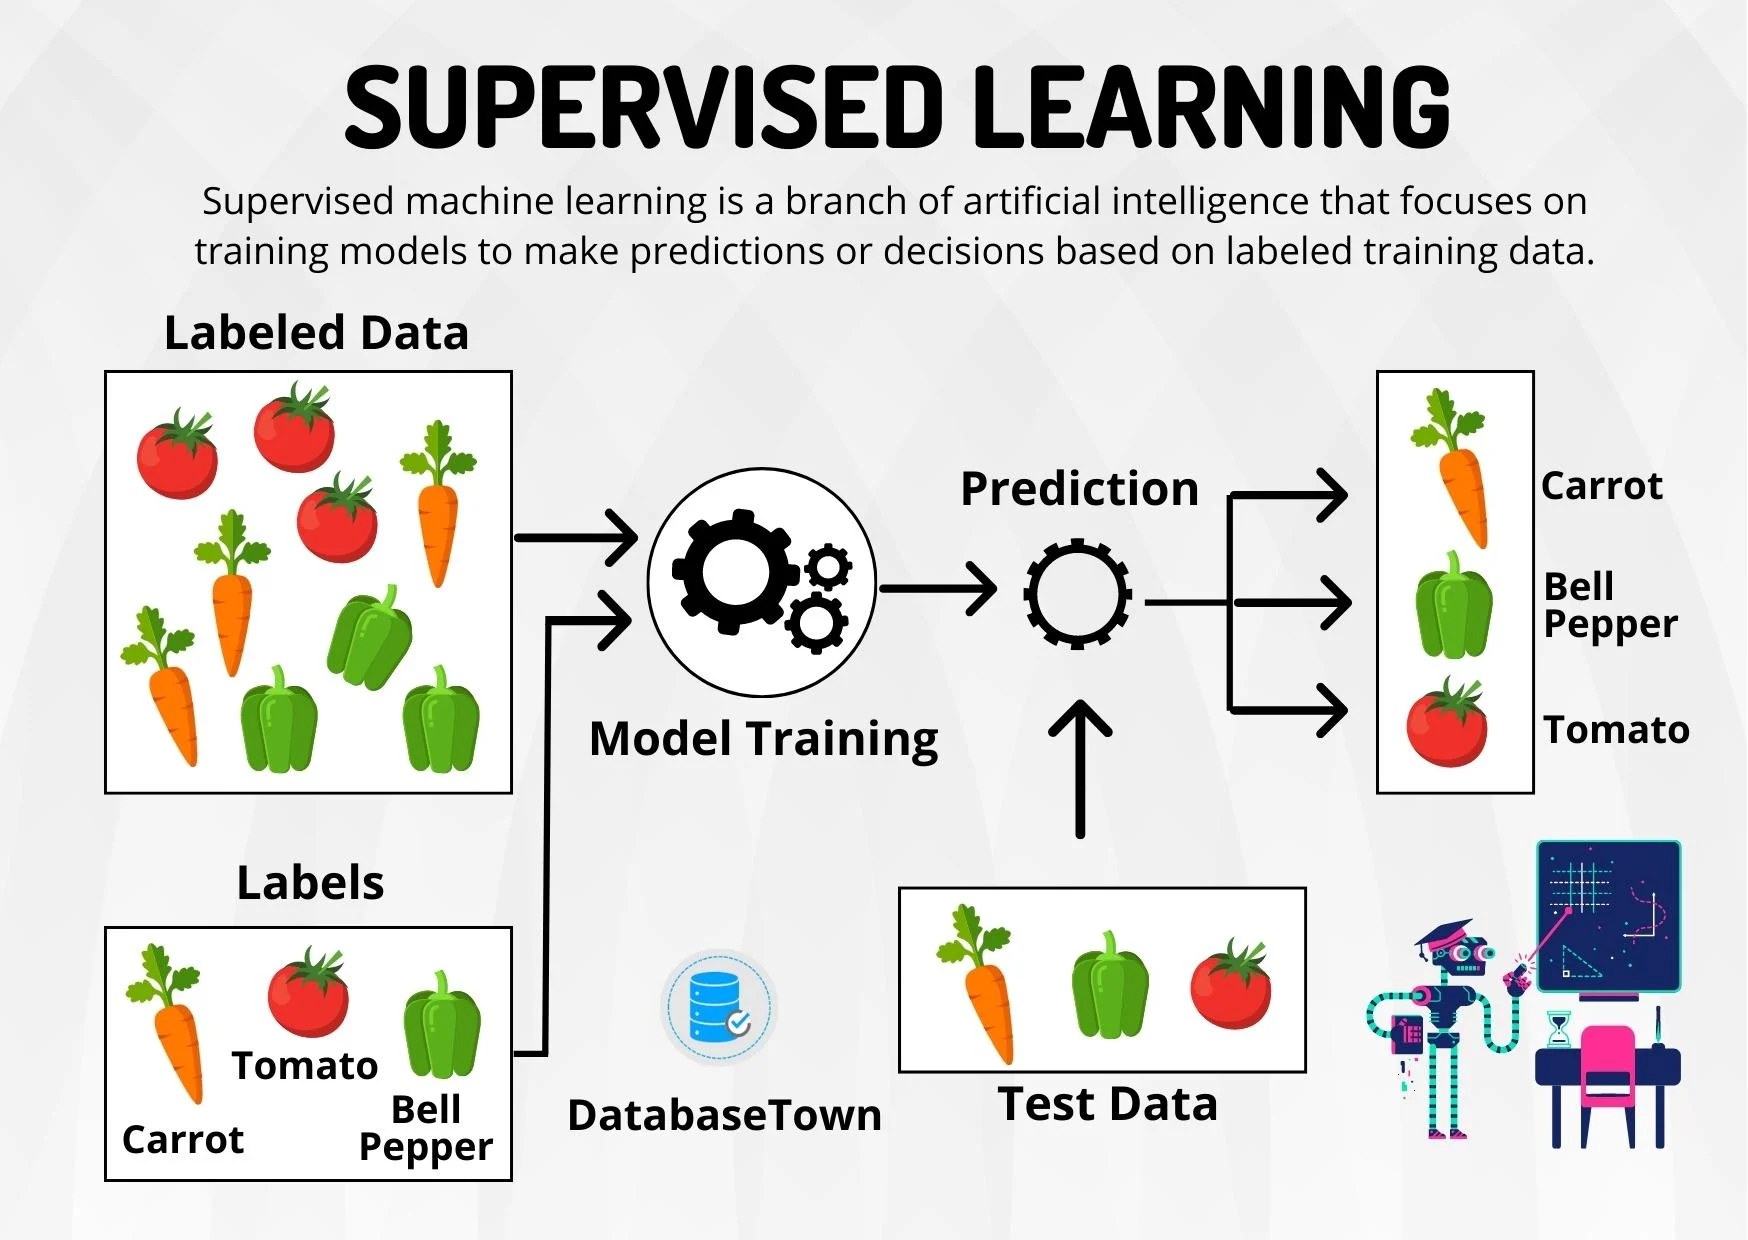 SUPERVISED LEARNING
Supervised machine learning is a branch of artificial intelligence that focuses on
training models to make predictions or decisions based on labeled training data.
Labeled Data
Model Training
Prediction
Carrot
Bell
Pepper
Tomato
Labels
Tomato
Carrot
Bell
Pepper
DatabaseTown
Test Data